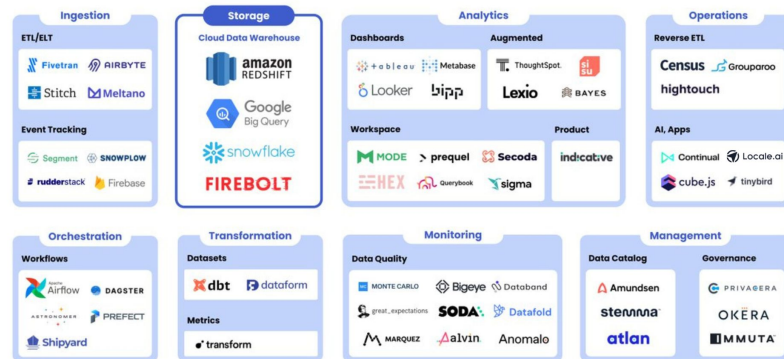 Ingestion
ETL/ELT
Fivetran AIRBYTE
Stitch Meltano
Event Tracking
Segment SNOWPLOW
rudderstack Firebase
Storage
Cloud Data Warehouse
amazon
REDSHIFT
Google
Big Query
snowflake
FIREBOLT
Analytics
Dashboards
+ableau Metabase
Looker bipp
Augmented
ThoughtSpot. si
su
Lexio BAYES
Workspace
MODE prequel Secoda
HEX Querybook sigma
Product
indicative
Operations
Reverse ETL
Census Grouparoo
hightouch
AI, Apps
Continual Locale.ai
cube.js tinybird
Orchestration
Workflows
Apache
Airflow DAGSTER
ASTRONOMER PREFECT
Shipyard
Transformation
Datasets
dbt dataform
Metrics
transform
Monitoring
Data Quality
MONTE CARLO Bigeye Databand
great_expectations SODA Datafold
MARQUEZ alvin Anomalo
Management
Data Catalog
Amundsen
stemma
atlan
Governance
PRIVACERA
OKERA
IMMUTA